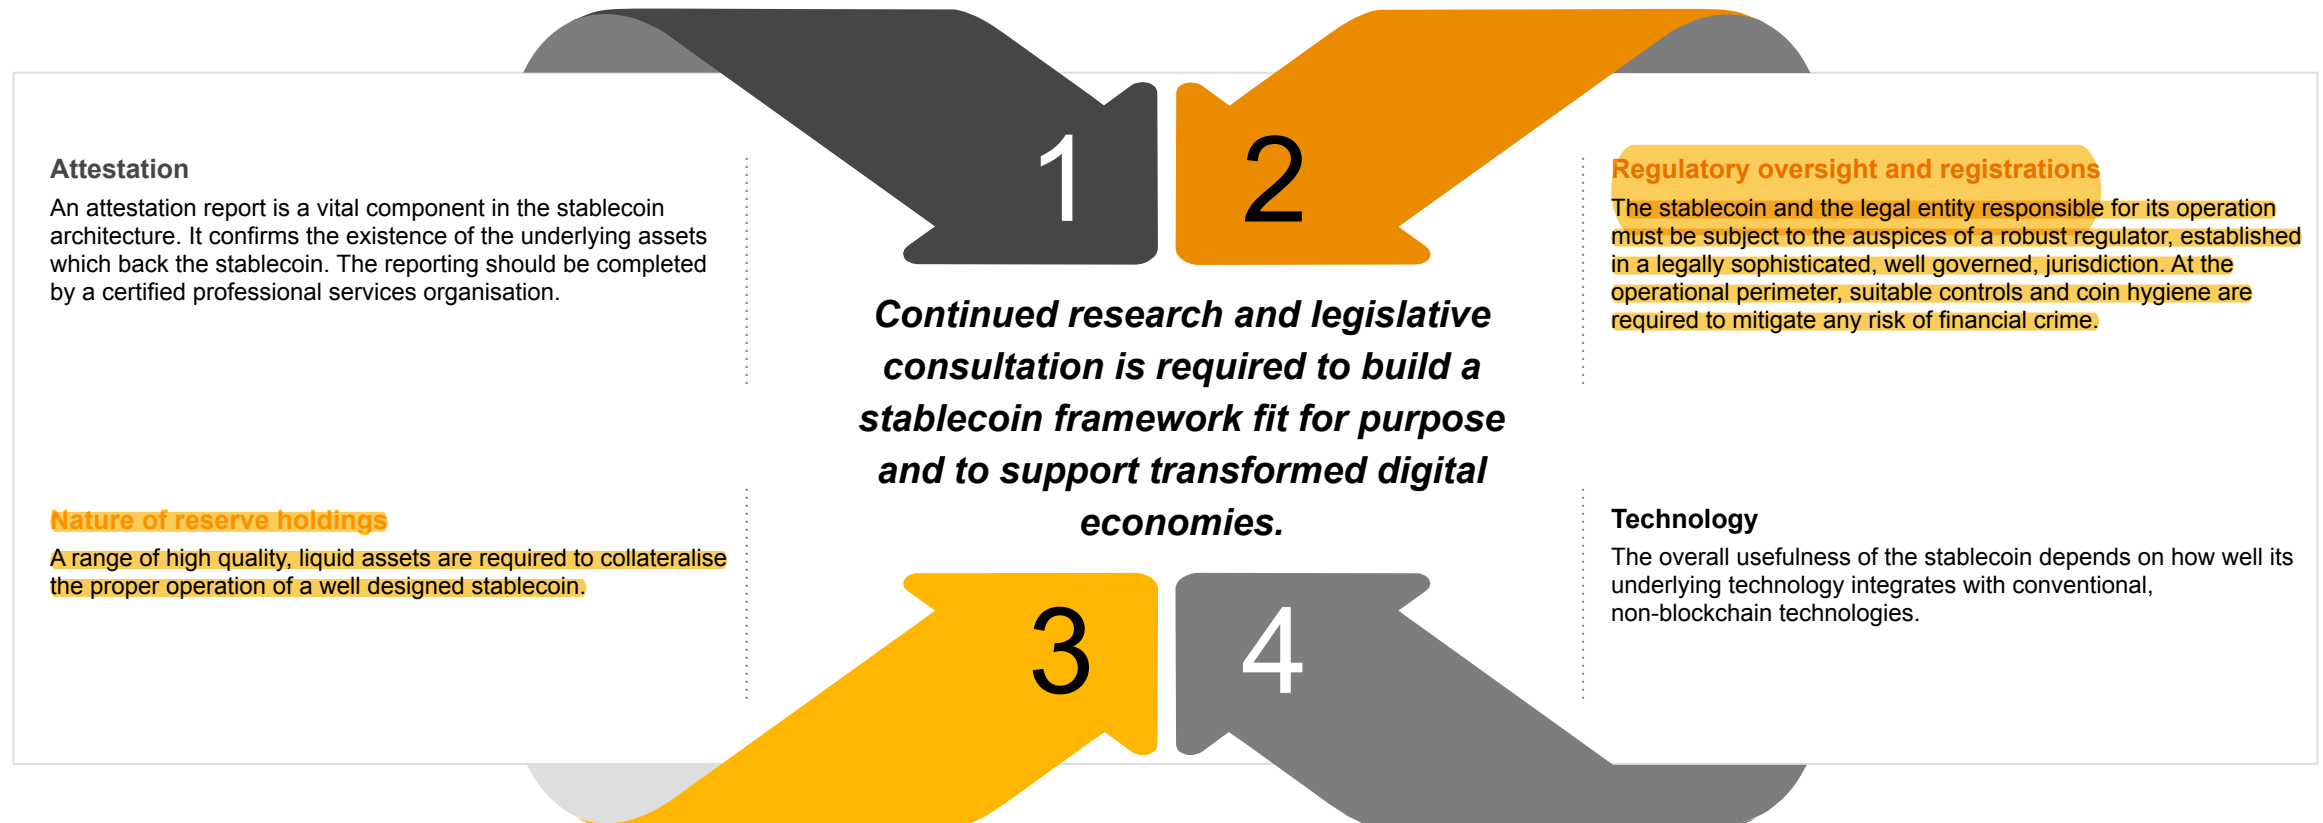 1
2
Attestation
An attestation report is a vital component in the stablecoin
architecture. It confirms the existence of the underlying assets
which back the stablecoin. The reporting should be completed
by a certified professional services organisation.
Regulatory oversight and registrations
The stablecoin and the legal entity responsible for its operation
must be subject to the auspices of a robust regulator, established
in a legally sophisticated, well governed, jurisdiction. At the
operational perimeter, suitable controls and coin hygiene are
required to mitigate any risk of financial crime.
Continued research and legislative
consultation is required to build a
stablecoin framework fit for purpose
and to support transformed digital
economies.
Nature of reserve holdings
A range of high quality, liquid assets are required to collateralise
the proper operation of a well designed stablecoin.
Technology
The overall usefulness of the stablecoin depends on how well its
underlying technology integrates with conventional,
non-blockchain technologies.
3
4